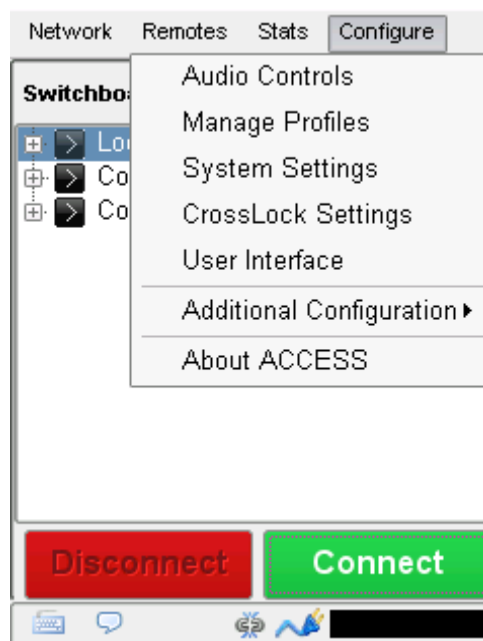 Network Remotes Stats Configure
Audio Controls
Manage Profiles
System Settings
CrossLock Settings
User Interface
Additional Configuration
About ACCESS
Disconnect Connect